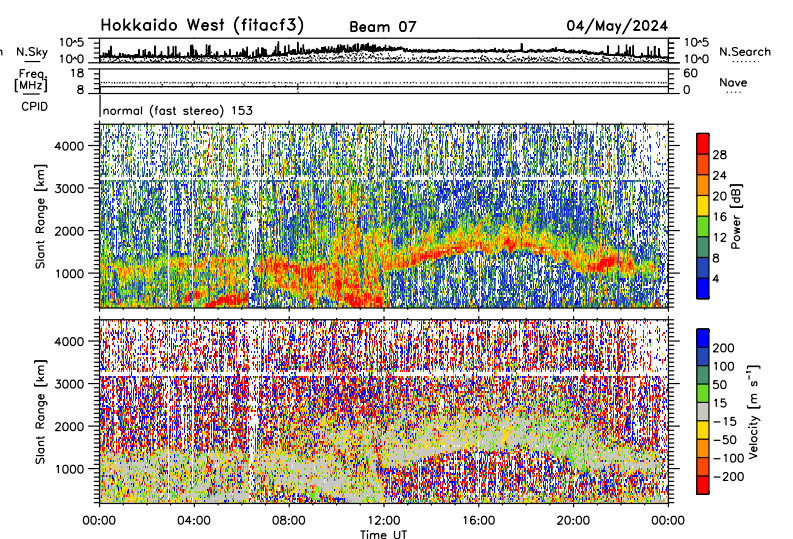 Hokkaido West (fitacf3) Beam 07 04/May/2024
N.Sky 10^5 10^0 10^5 10^0 N.Search
Freq. [MHz] 18 8 60 0 Nave
CPID normal (fast stereo) 153
Slant Range [km] 4000 3000 2000 1000
28 24 20 16 12 8 4 Power [dB]
Slant Range [km] 4000 3000 2000 1000
200 100 50 15 -15 -50 -100 -200 Velocity [m s⁻¹]
00:00 04:00 08:00 12:00 16:00 20:00 00:00
Time UT